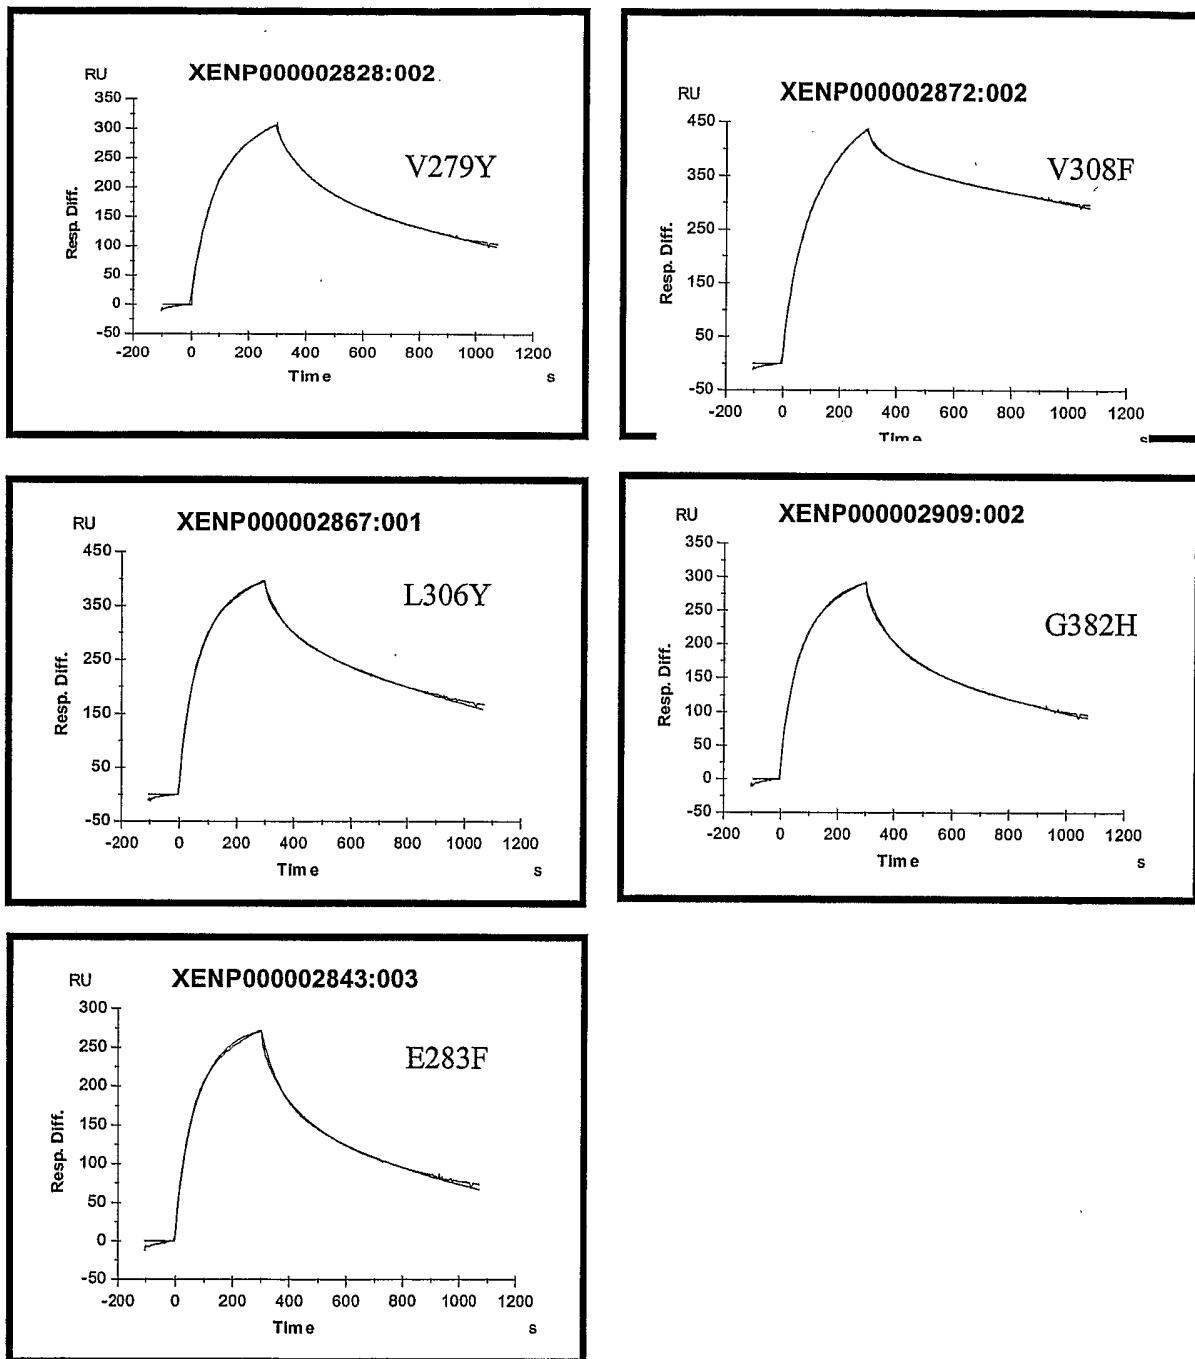 RU XENP000002828:002
350
300
250
200
150
100
50
0
-50
Resp. Diff.
V279Y
-200 0 200 400 600 800 1000 1200
Time s
RU XENP000002872:002
450
350
250
150
50
-50
Resp. Diff.
V308F
-200 0 200 400 600 800 1000 1200
Time s
RU XENP000002867:001
450
350
250
150
50
-50
Resp. Diff.
L306Y
-200 0 200 400 600 800 1000 1200
Time s
RU XENP000002909:002
350
300
250
200
150
100
50
0
-50
Resp. Diff.
G382H
-200 0 200 400 600 800 1000 1200
Time s
RU XENP000002843:003
300
250
200
150
100
50
0
-50
Resp. Diff.
E283F
-200 0 200 400 600 800 1000 1200
Time s